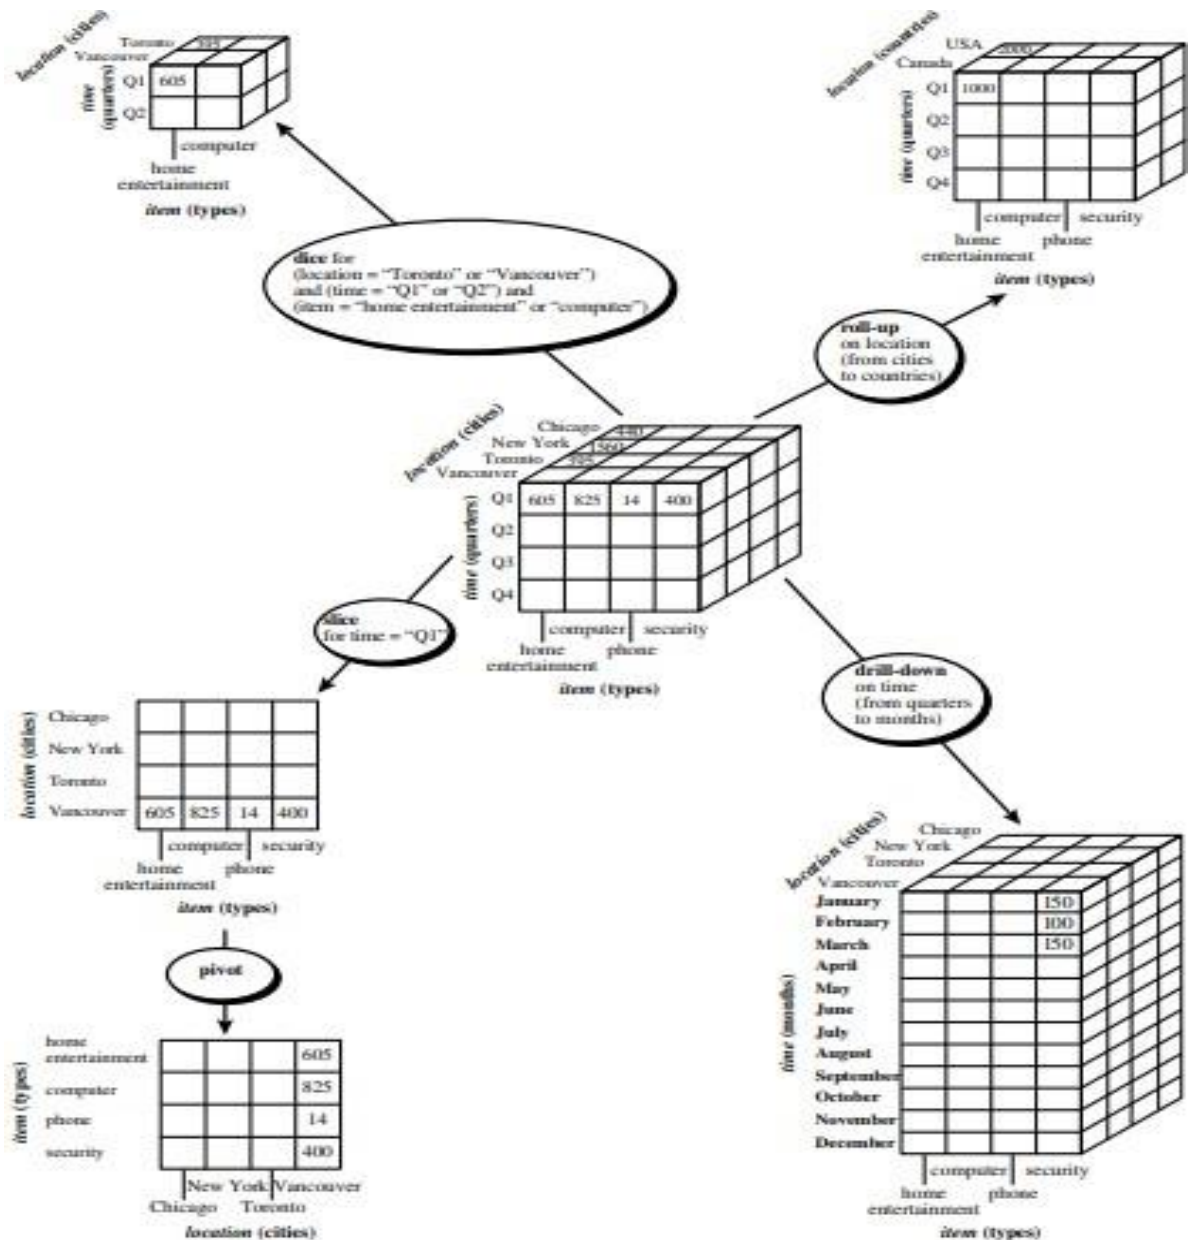 location (cities)
Toronto 395
Vancouver
Q1 605
Q2
time
(quarters)
computer
home
entertainment
item (types)
location (countries)
USA 2000
Canada
Q1 1000
Q2
Q3
Q4
time (quarters)
computer security
home phone
entertainment
item (types)
dice for
(location = “Toronto” or “Vancouver”)
and (time = “Q1” or “Q2”) and
(item = “home entertainment” or “computer”)
roll-up
on location
(from cities
to countries)
location (cities)
Chicago 440
New York 1560
Toronto 395
Vancouver
Q1 605 825 14 400
Q2
Q3
Q4
time (quarters)
computer security
home phone
entertainment
item (types)
slice
for time = “Q1”
drill-down
on time
(from quarters
to months)
location (cities)
Chicago
New York
Toronto
Vancouver 605 825 14 400
computer security
home phone
entertainment
item (types)
pivot
item (types)
home
entertainment 605
computer 825
phone 14
security 400
New York Vancouver
Chicago Toronto
location (cities)
location (cities)
Chicago
New York
Toronto
Vancouver
January 150
February 100
March 150
April
May
June
July
August
September
October
November
December
time (months)
computer security
home phone
entertainment
item (types)